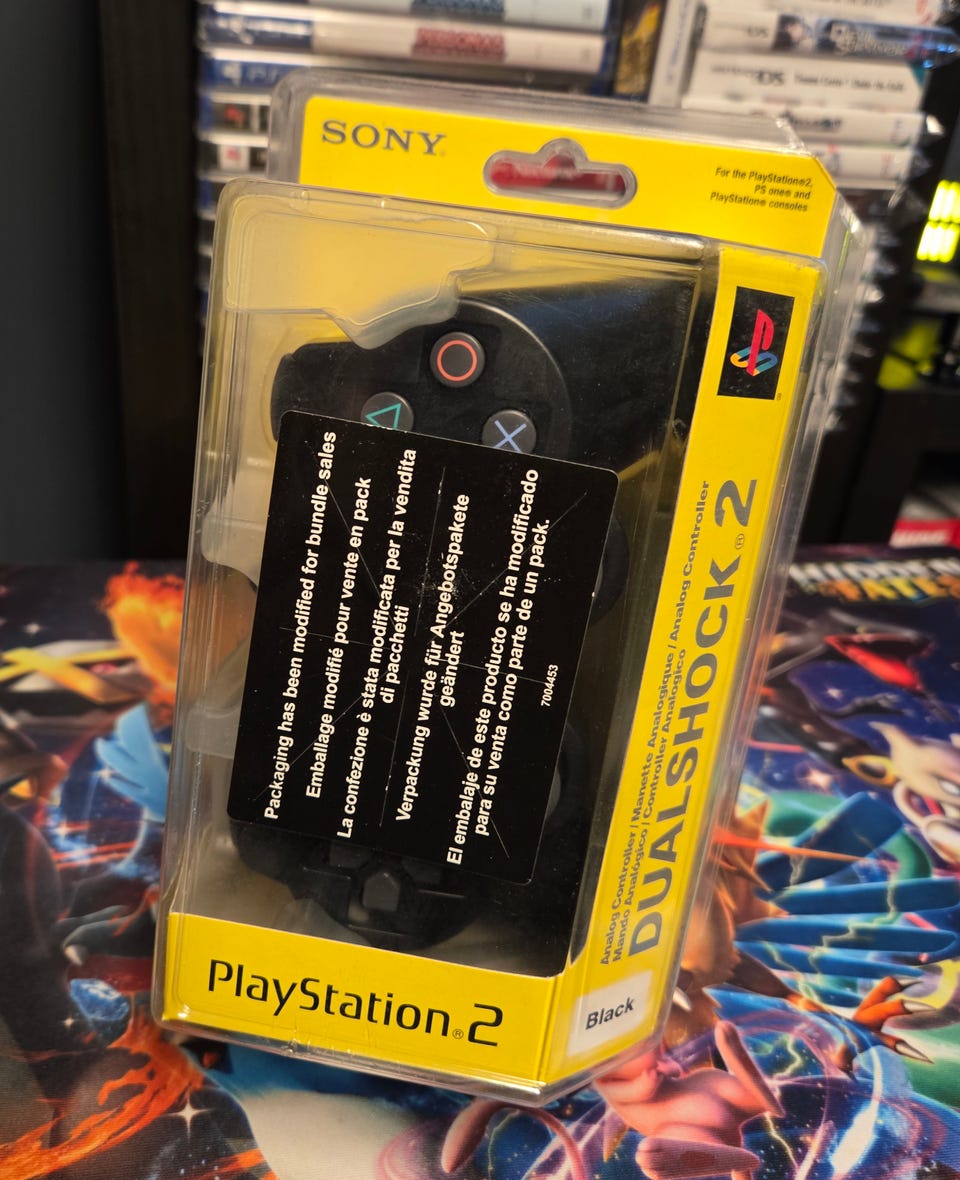 SONY
For the PlayStation®2,
PS one® and
PlayStation® consoles
Packaging has been modified for bundle sales
Emballage modifié pour vente en pack
La confezione è stata modificata per la vendita
di pacchetti
Verpackung wurde für Angebotspakete
geändert
El embalaje de este producto se ha modificado
para su venta como parte de un pack.
7004453
Analog Controller / Manette Analogique / Analog Controller
Mando Analógico / Controller Analogico
DUALSHOCK®2
PlayStation®2
Black